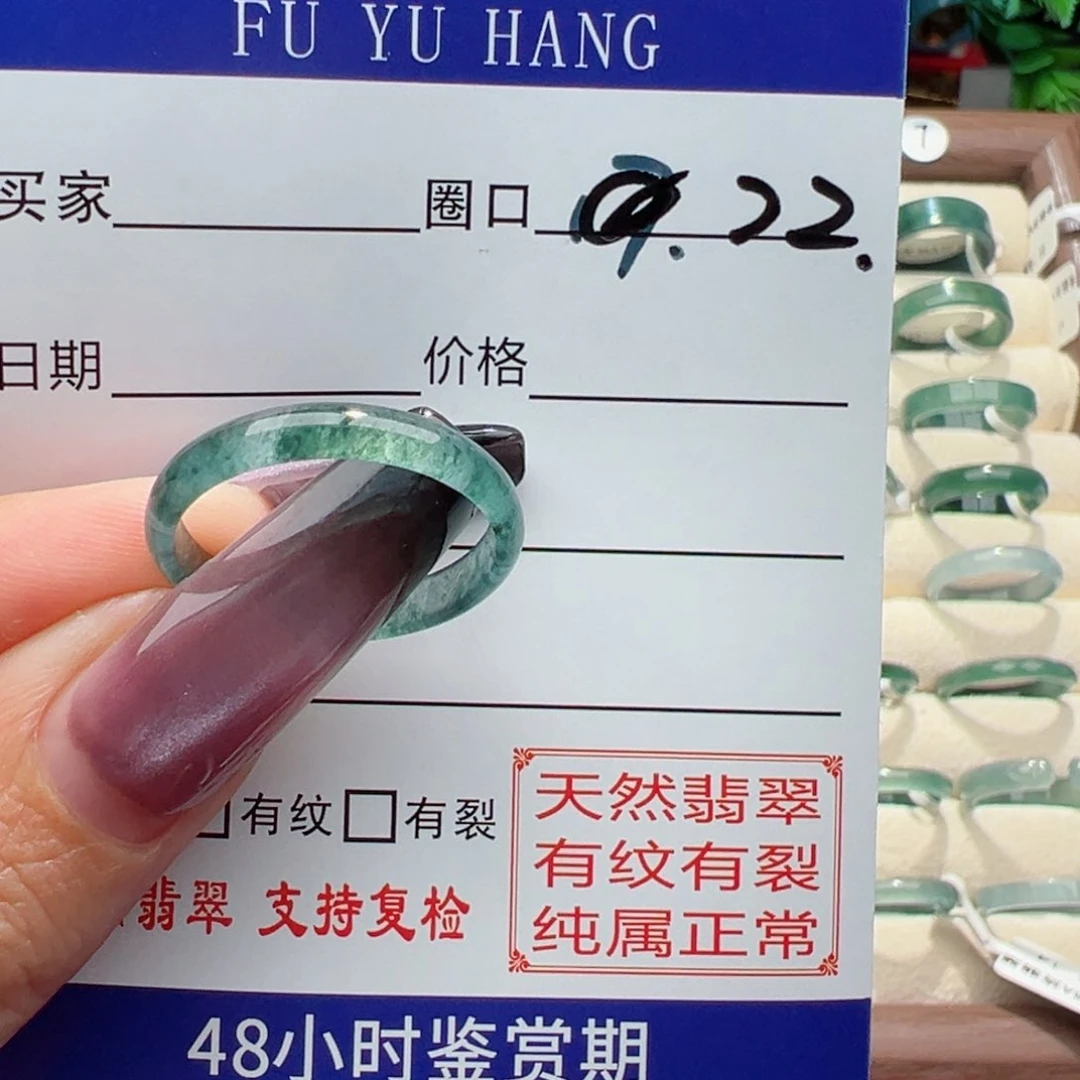 FU YU HANG
买家 圈口 22.
日期 价格
有纹 有裂
翡翠 支持复检
天然翡翠
有纹有裂
纯属正常
48小时鉴赏期
7